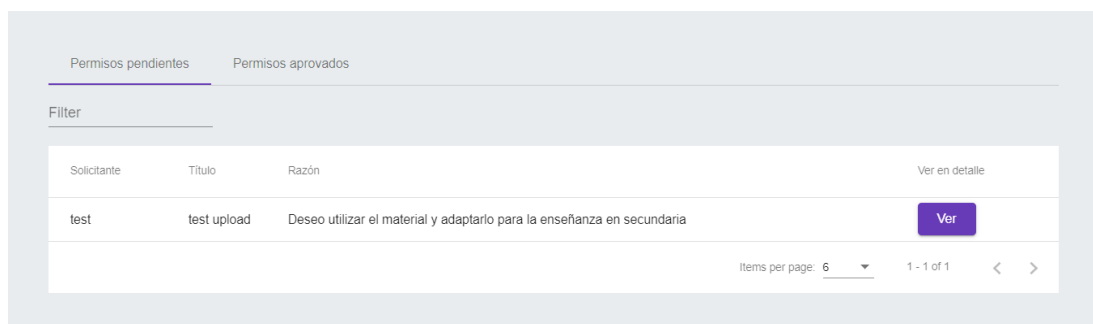 Permisos pendientes Permisos aprovados
Filter
Solicitante Título Razón Ver en detalle
test test upload Deseo utilizar el material y adaptarlo para la enseñanza en secundaria Ver
Items per page: 6 1 - 1 of 1